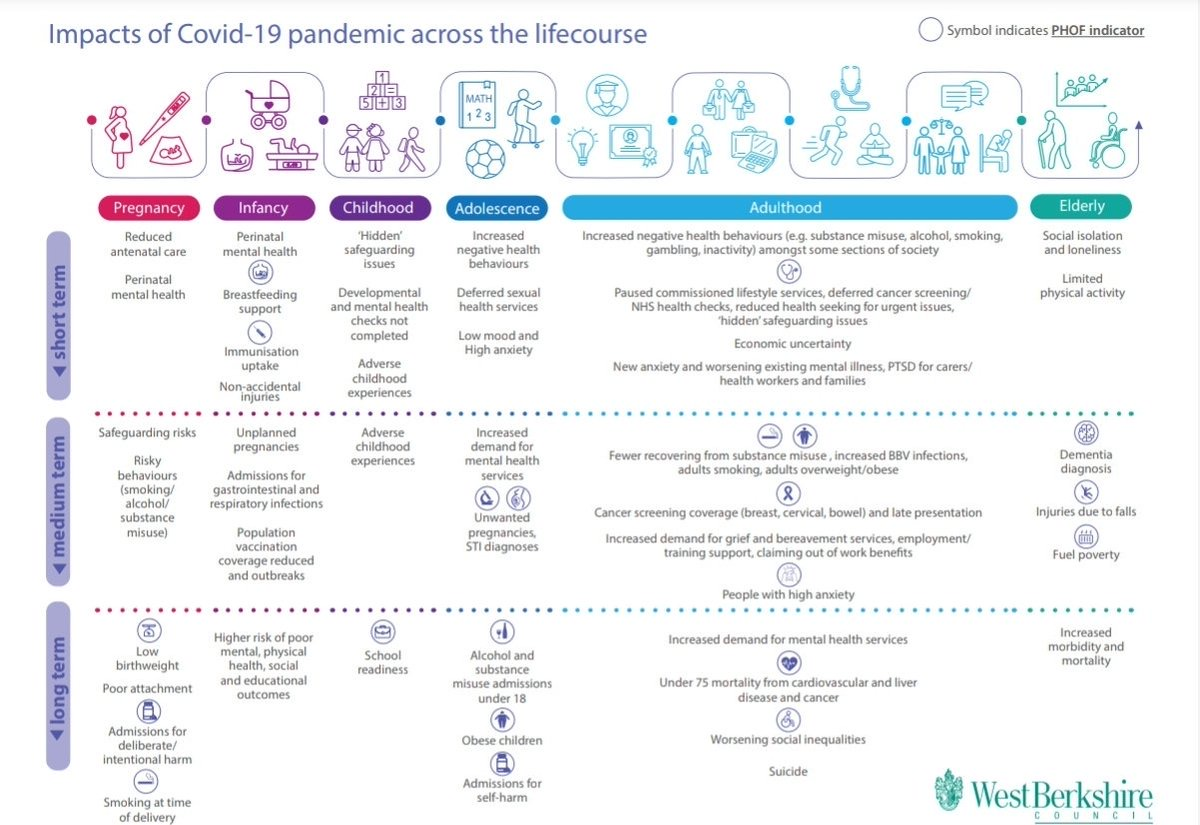 Impacts of Covid-19 pandemic across the lifecourse
Symbol indicates PHOF indicator
1
2 =
5 + 3
MATH
1 2 3
Pregnancy
Infancy
Childhood
Adolescence
Adulthood
Elderly
short term
Reduced
antenatal care
Perinatal
mental health
Perinatal
mental health
Breastfeeding
support
Immunisation
uptake
Non-accidental
injuries
‘Hidden’
safeguarding
issues
Developmental
and mental health
checks not
completed
Adverse
childhood
experiences
Increased
negative health
behaviours
Deferred sexual
health services
Low mood and
High anxiety
Increased negative health behaviours (e.g. substance misuse, alcohol, smoking,
gambling, inactivity) amongst some sections of society
Paused commissioned lifestyle services, deferred cancer screening/
NHS health checks, reduced health seeking for urgent issues,
‘hidden’ safeguarding issues
Economic uncertainty
New anxiety and worsening existing mental illness, PTSD for carers/
health workers and families
Social isolation
and loneliness
Limited
physical activity
medium term
Safeguarding risks
Risky
behaviours
(smoking/
alcohol/
substance
misuse)
Unplanned
pregnancies
Admissions for
gastrointestinal and
respiratory infections
Population
vaccination
coverage reduced
and outbreaks
Adverse
childhood
experiences
Increased
demand for
mental health
services
Unwanted
pregnancies,
STI diagnoses
Fewer recovering from substance misuse , increased BBV infections,
adults smoking, adults overweight/obese
Cancer screening coverage (breast, cervical, bowel) and late presentation
Increased demand for grief and bereavement services, employment/
training support, claiming out of work benefits
People with high anxiety
Dementia
diagnosis
Injuries due to falls
Fuel poverty
long term
Low
birthweight
Poor attachment
Admissions for
deliberate/
intentional harm
Smoking at time
of delivery
Higher risk of poor
mental, physical
health, social
and educational
outcomes
School
readiness
Alcohol and
substance
misuse admissions
under 18
Obese children
Admissions for
self-harm
Increased demand for mental health services
Under 75 mortality from cardiovascular and liver
disease and cancer
Worsening social inequalities
Suicide
Increased
morbidity and
mortality
West Berkshire
COUNCIL